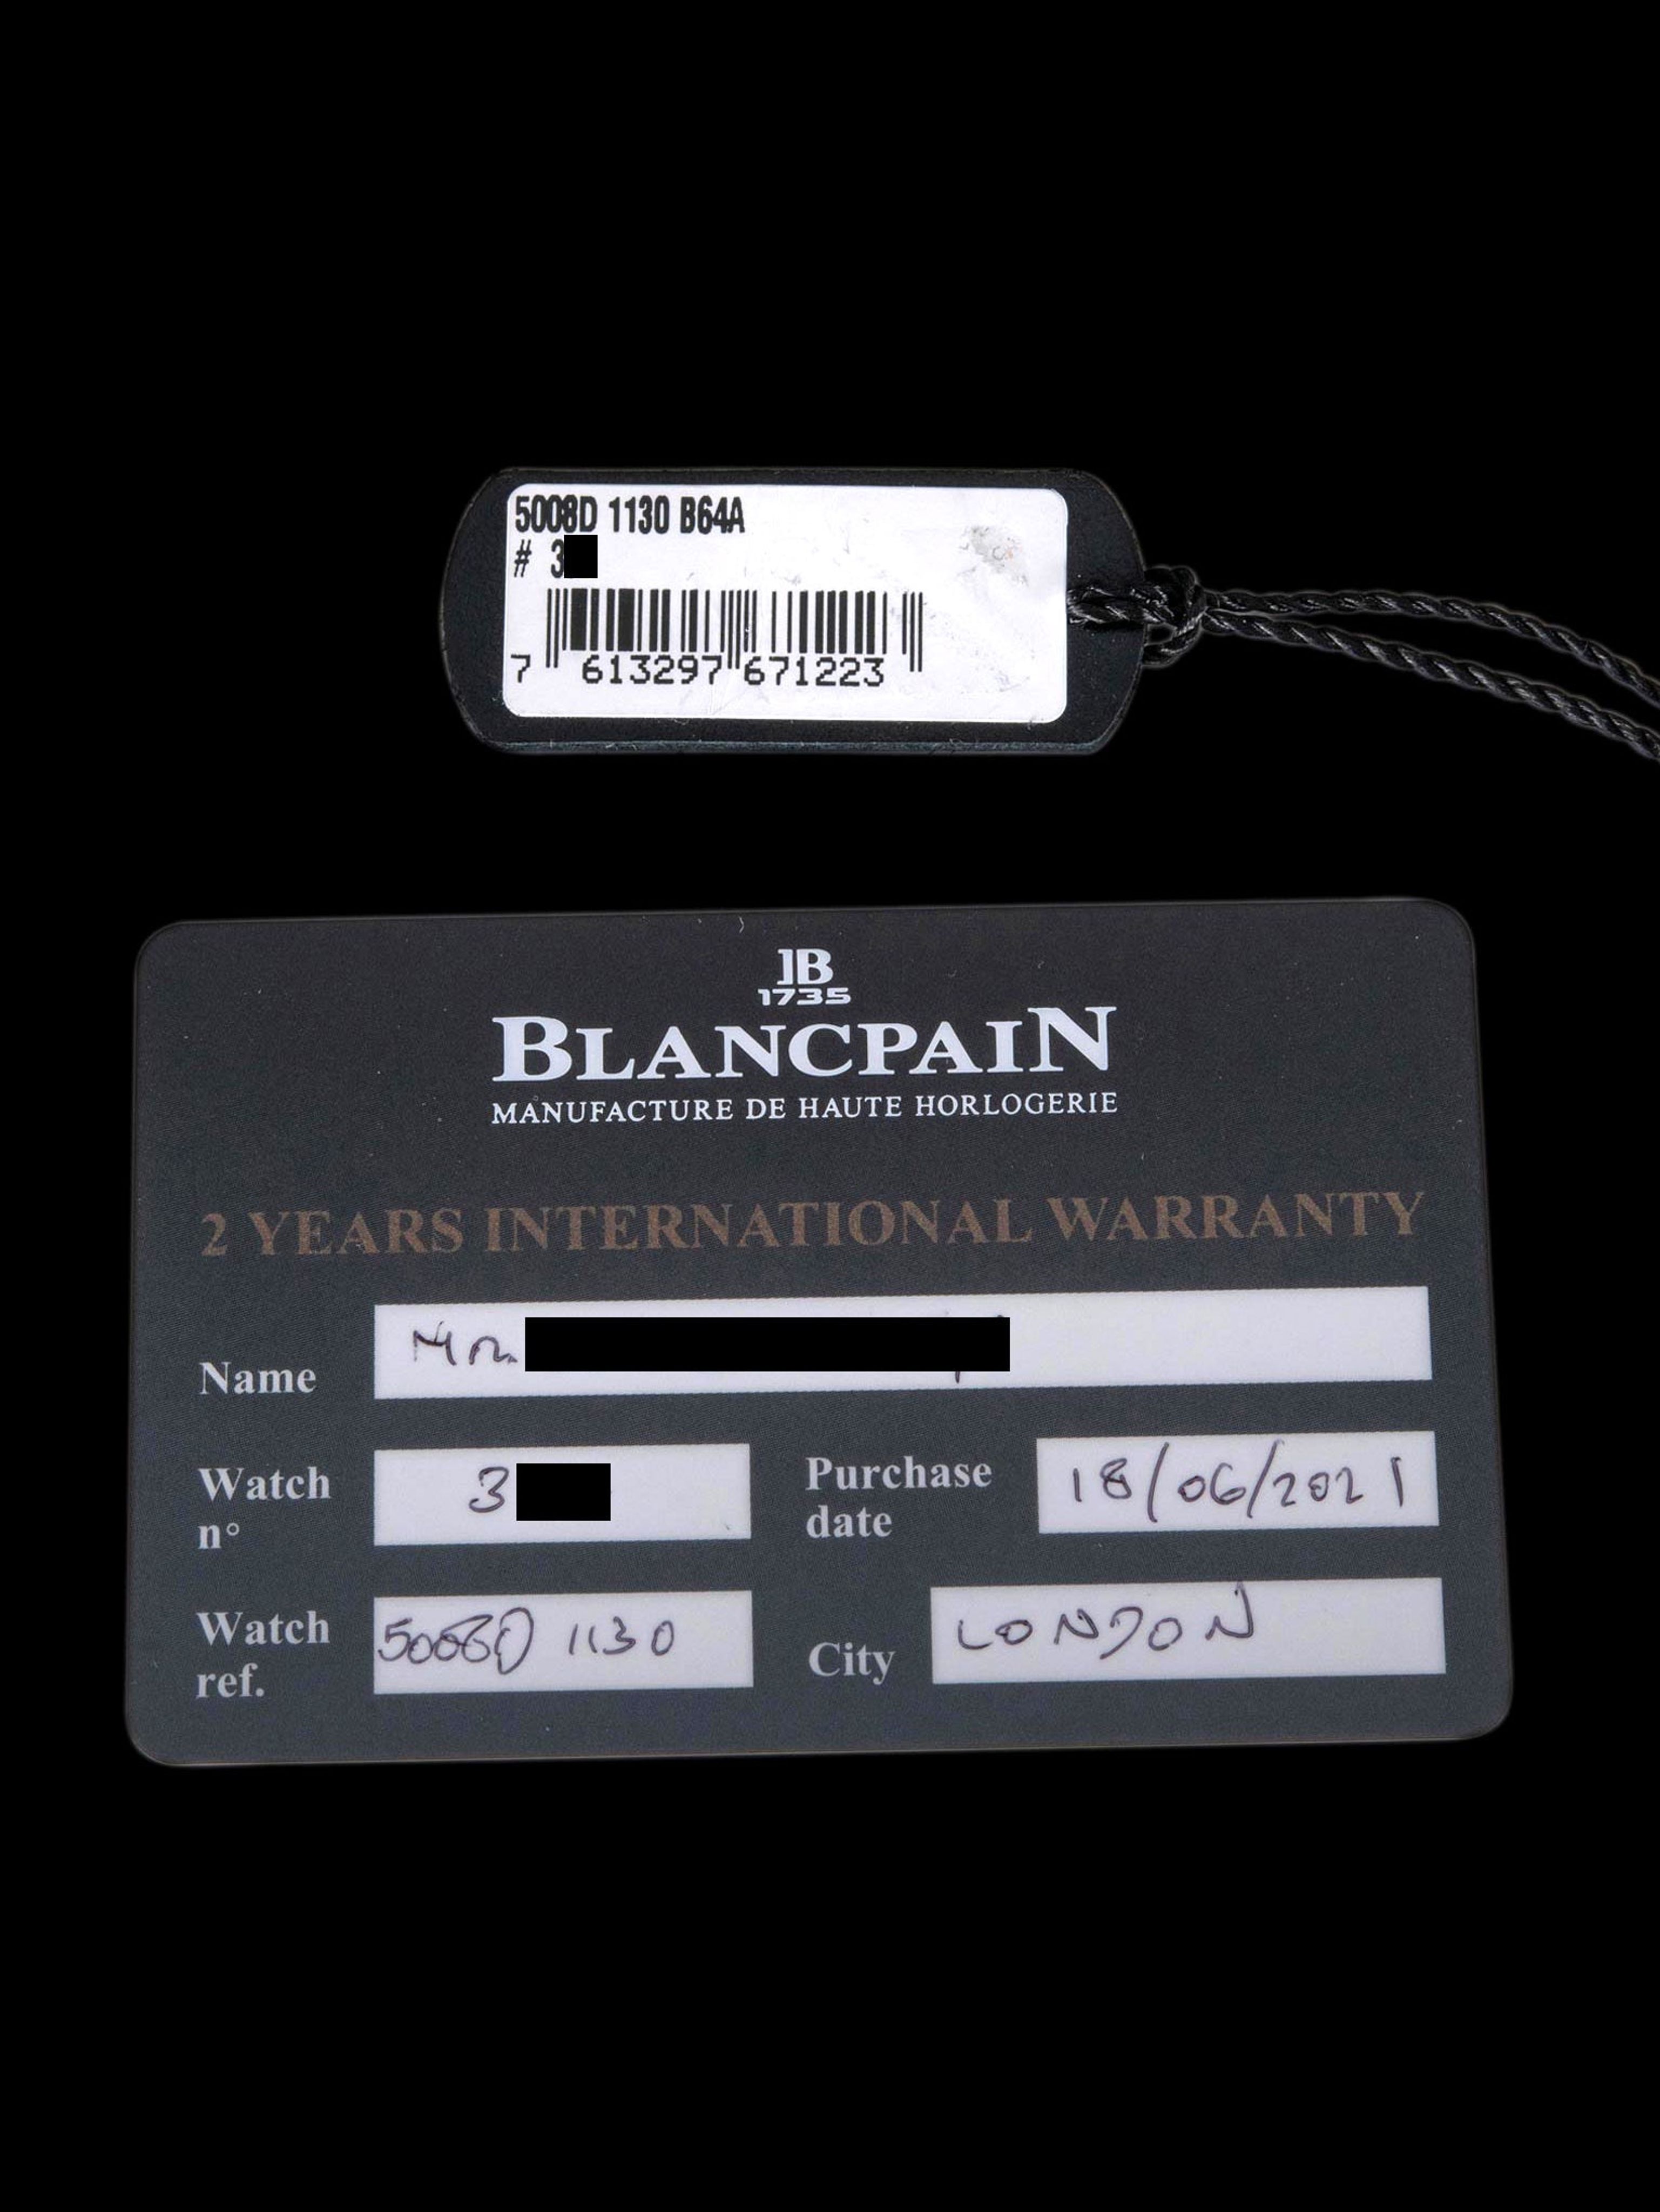 5008D 1130 B64A
# 3
7 613297 671223
JB
1735
BLANCPAIN
MANUFACTURE DE HAUTE HORLOGERIE
2 YEARS INTERNATIONAL WARRANTY
Name Mr.
Watch n° 3
Purchase date 18/06/2021
Watch ref. 5008D 1130
City LONDON